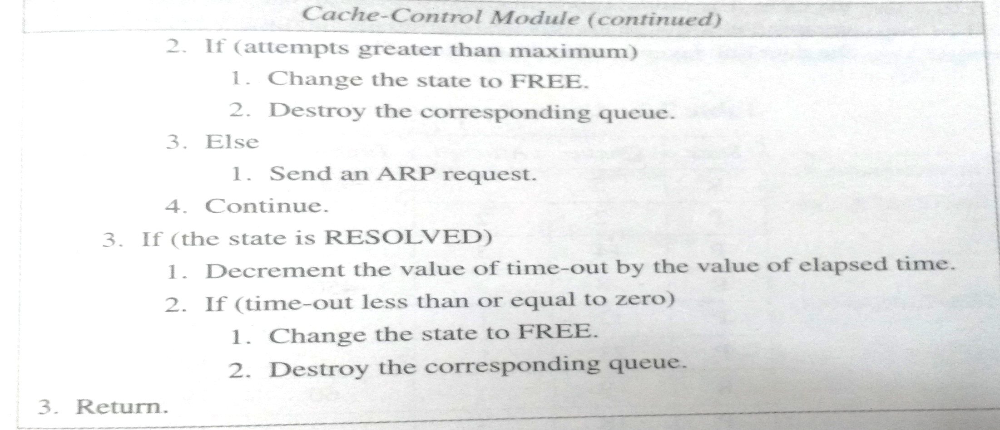 Cache-Control Module (continued)
2. If (attempts greater than maximum)
1. Change the state to FREE.
2. Destroy the corresponding queue.
3. Else
1. Send an ARP request.
4. Continue.
3. If (the state is RESOLVED)
1. Decrement the value of time-out by the value of elapsed time.
2. If (time-out less than or equal to zero)
1. Change the state to FREE.
2. Destroy the corresponding queue.
3. Return.